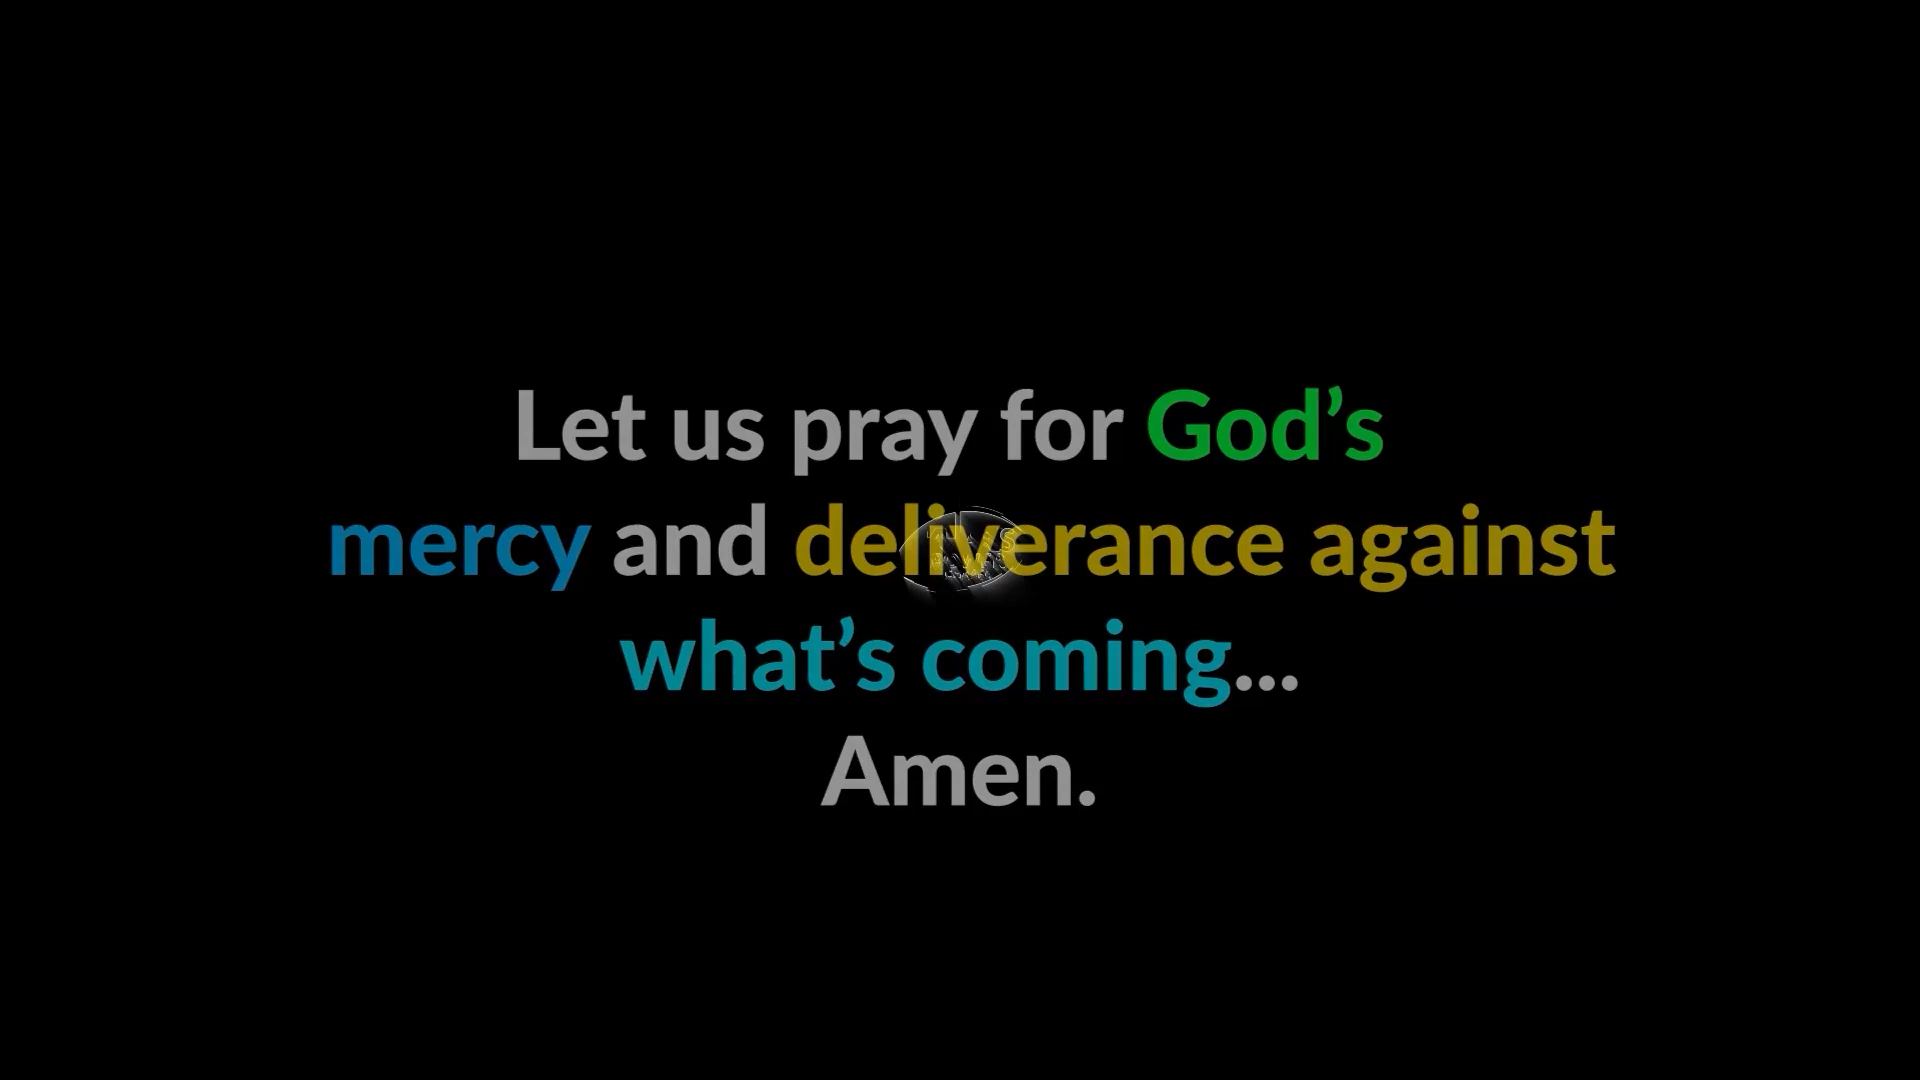 Let us pray for God’s
mercy and deliverance against
what’s coming...
Amen.